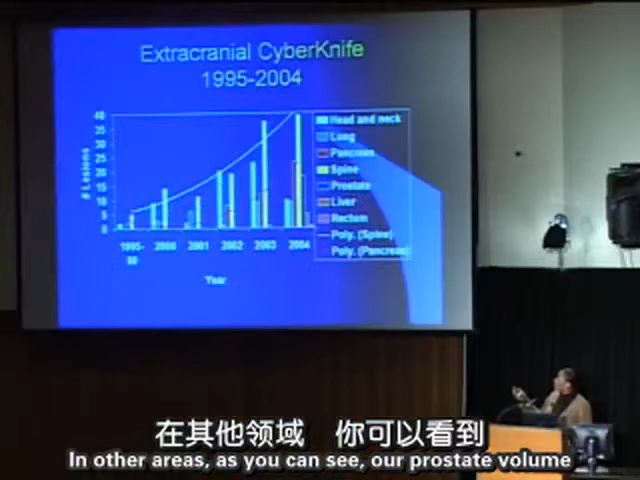 Extracranial CyberKnife
1995-2004
40
35
30
25
20
15
10
5
0
# Lesions
1995-
2000
2001
2002
2003
2004
Year
Head and neck
Lung
Pancreas
Spine
Prostate
Liver
Rectum
Poly. (Spine)
Poly. (Pancreas)
在其他领域 你可以看到
In other areas, as you can see, our prostate volume